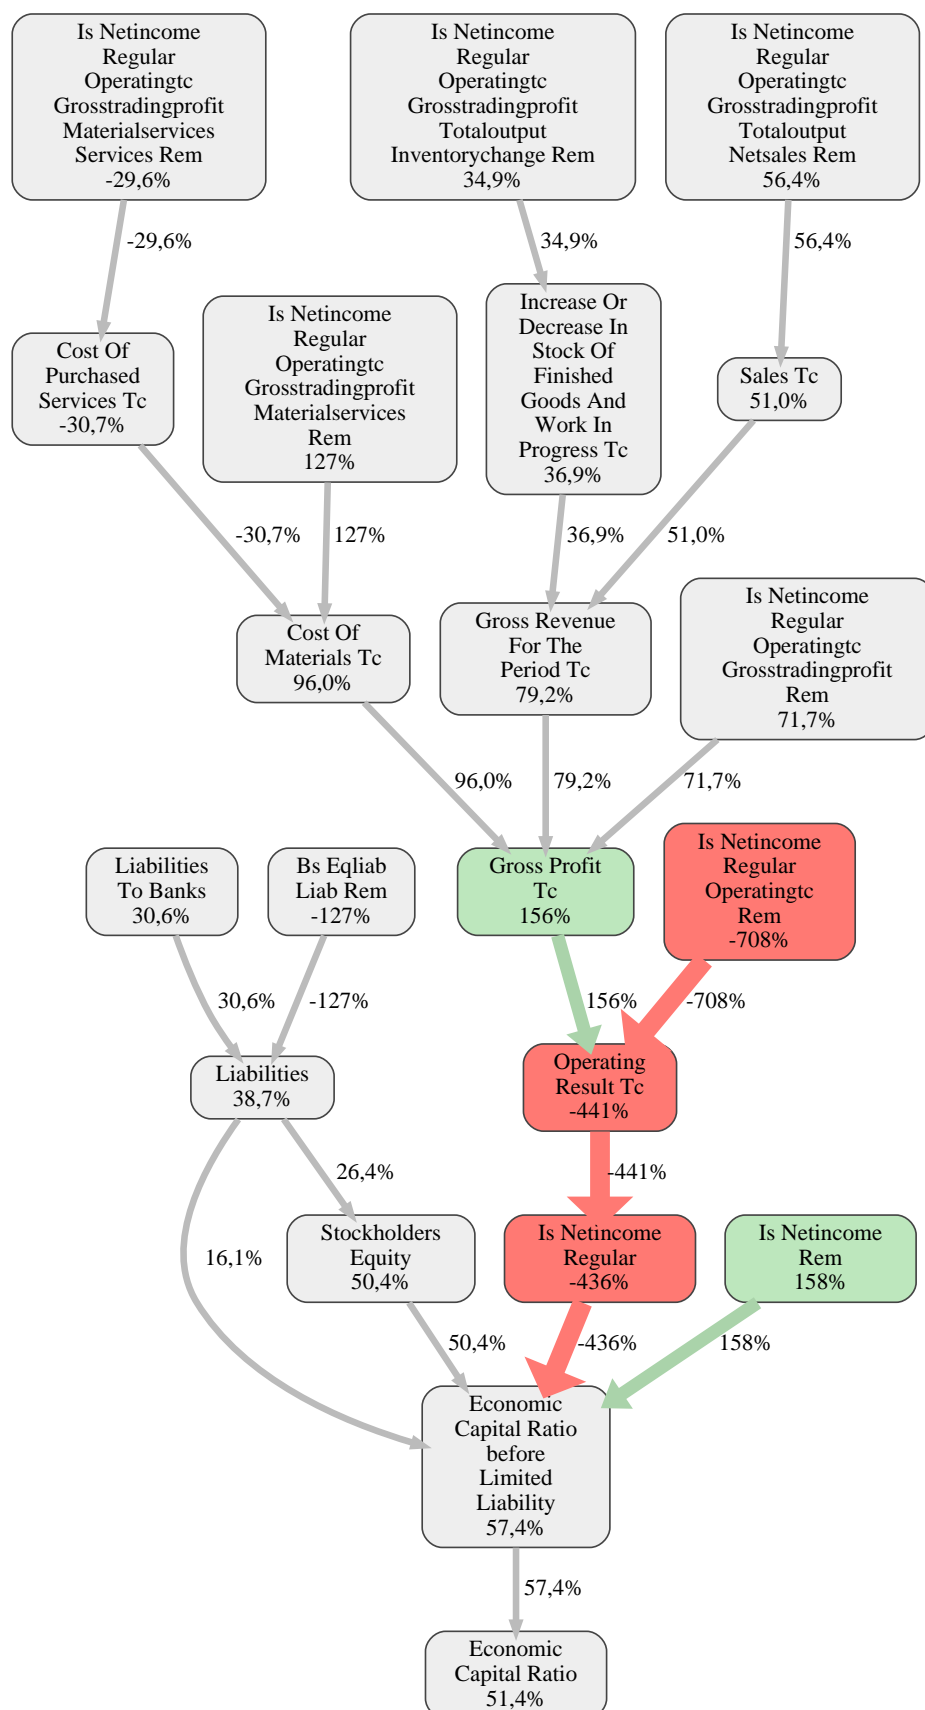 Is Netincome
Regular
Operatingtc
Grosstradingprofit
Materialservices
Services Rem
-29,6%
Is Netincome
Regular
Operatingtc
Grosstradingprofit
Totaloutput
Inventorychange Rem
34,9%
Is Netincome
Regular
Operatingtc
Grosstradingprofit
Totaloutput
Netsales Rem
56,4%
-29,6%
34,9%
56,4%
Cost Of
Purchased
Services Tc
-30,7%
Is Netincome
Regular
Operatingtc
Grosstradingprofit
Materialservices
Rem
127%
Increase Or
Decrease In
Stock Of
Finished
Goods And
Work In
Progress Tc
36,9%
Sales Tc
51,0%
-30,7%
127%
36,9%
51,0%
Cost Of
Materials Tc
96,0%
Gross Revenue
For The
Period Tc
79,2%
Is Netincome
Regular
Operatingtc
Grosstradingprofit
Rem
71,7%
96,0%
79,2%
71,7%
Liabilities
To Banks
30,6%
Bs Eqliab
Liab Rem
-127%
Gross Profit
Tc
156%
Is Netincome
Regular
Operatingtc
Rem
-708%
30,6%
-127%
156%
-708%
Liabilities
38,7%
Operating
Result Tc
-441%
26,4%
-441%
16,1%
Stockholders
Equity
50,4%
Is Netincome
Regular
-436%
Is Netincome
Rem
158%
50,4%
-436%
158%
Economic
Capital Ratio
before
Limited
Liability
57,4%
57,4%
Economic
Capital Ratio
51,4%